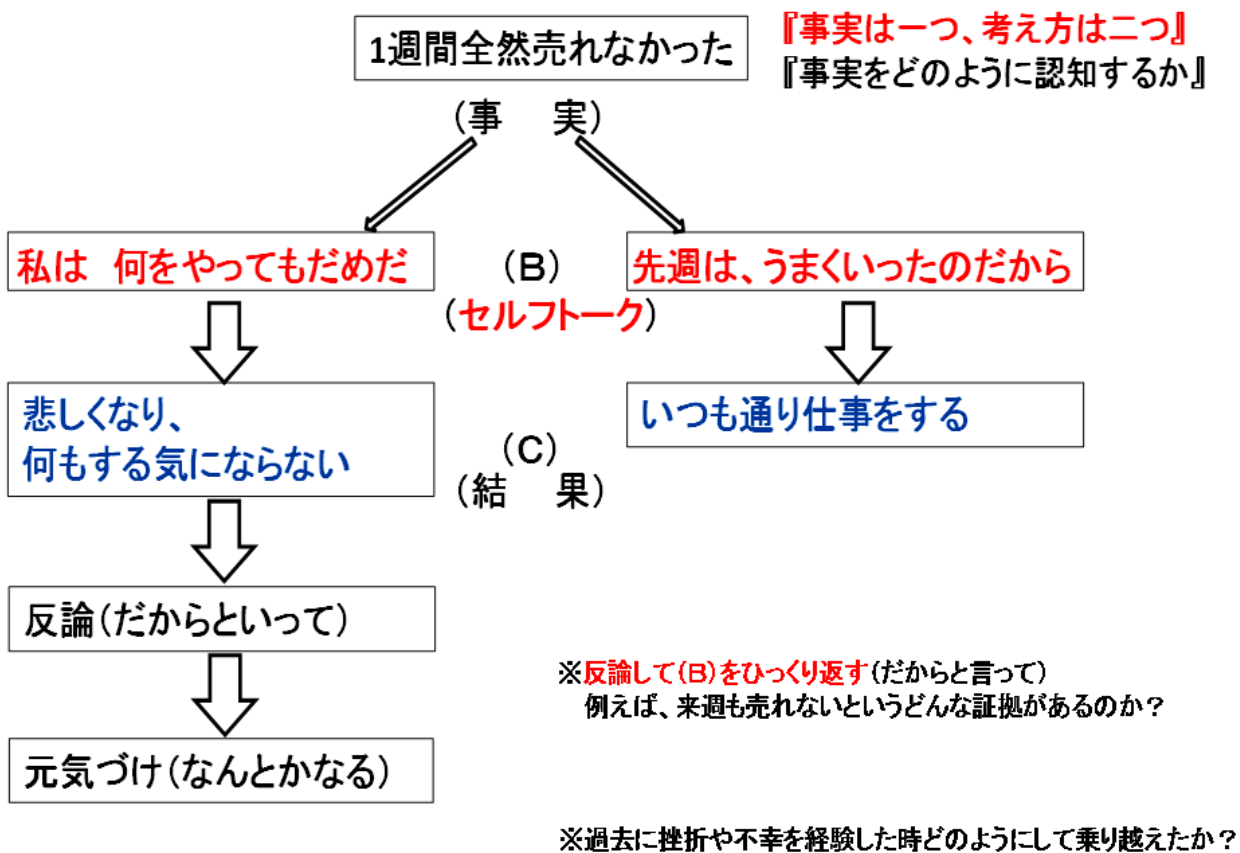 1週間全然売れなかった
『事実は一つ、考え方は二つ』
『事実をどのように認知するか』
(事 実)
私は 何をやってもだめだ
(B)
(セルフトーク)
先週は、うまくいったのだから
悲しくなり、
何もする気にならない
(C)
(結 果)
いつも通り仕事をする
反論(だからといって)
元気づけ(なんとかなる)
※反論して(B)をひっくり返す(だからと言って)
例えば、来週も売れないというどんな証拠があるのか?
※過去に挫折や不幸を経験した時どのようにして乗り越えたか?